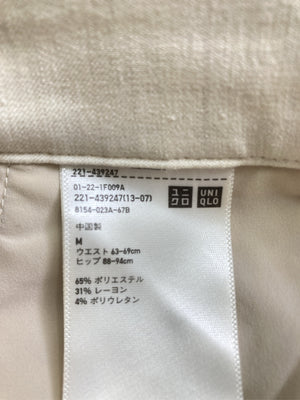 221-439247
01-22-1F009A
221-439247(13-07)
8154-023A-67B
ユニクロ
UNIQLO
中国製
M
ウエスト 63-69cm
ヒップ 88-94cm
65% ポリエステル
31% レーヨン
4% ポリウレタン